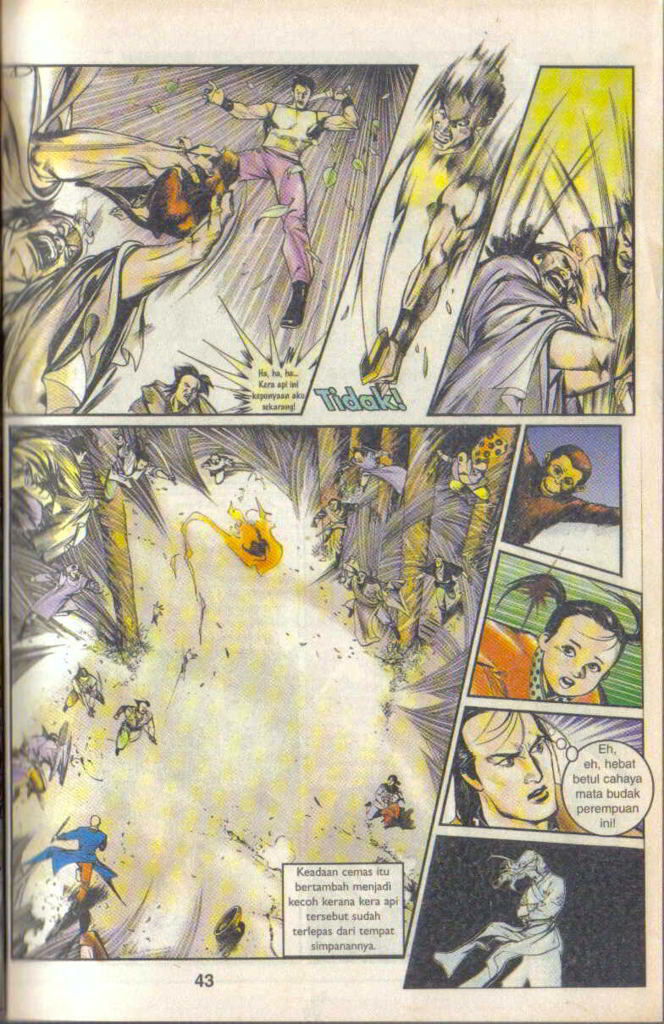 Ha, ha, ha...
Kera api ini
kepunyaan aku
sekarang!
Tidak!
Eh,
eh, hebat
betul cahaya
mata budak
perempuan
ini!
Keadaan cemas itu
bertambah menjadi
kecoh kerana kera api
tersebut sudah
terlepas dari tempat
simpanannya.
43